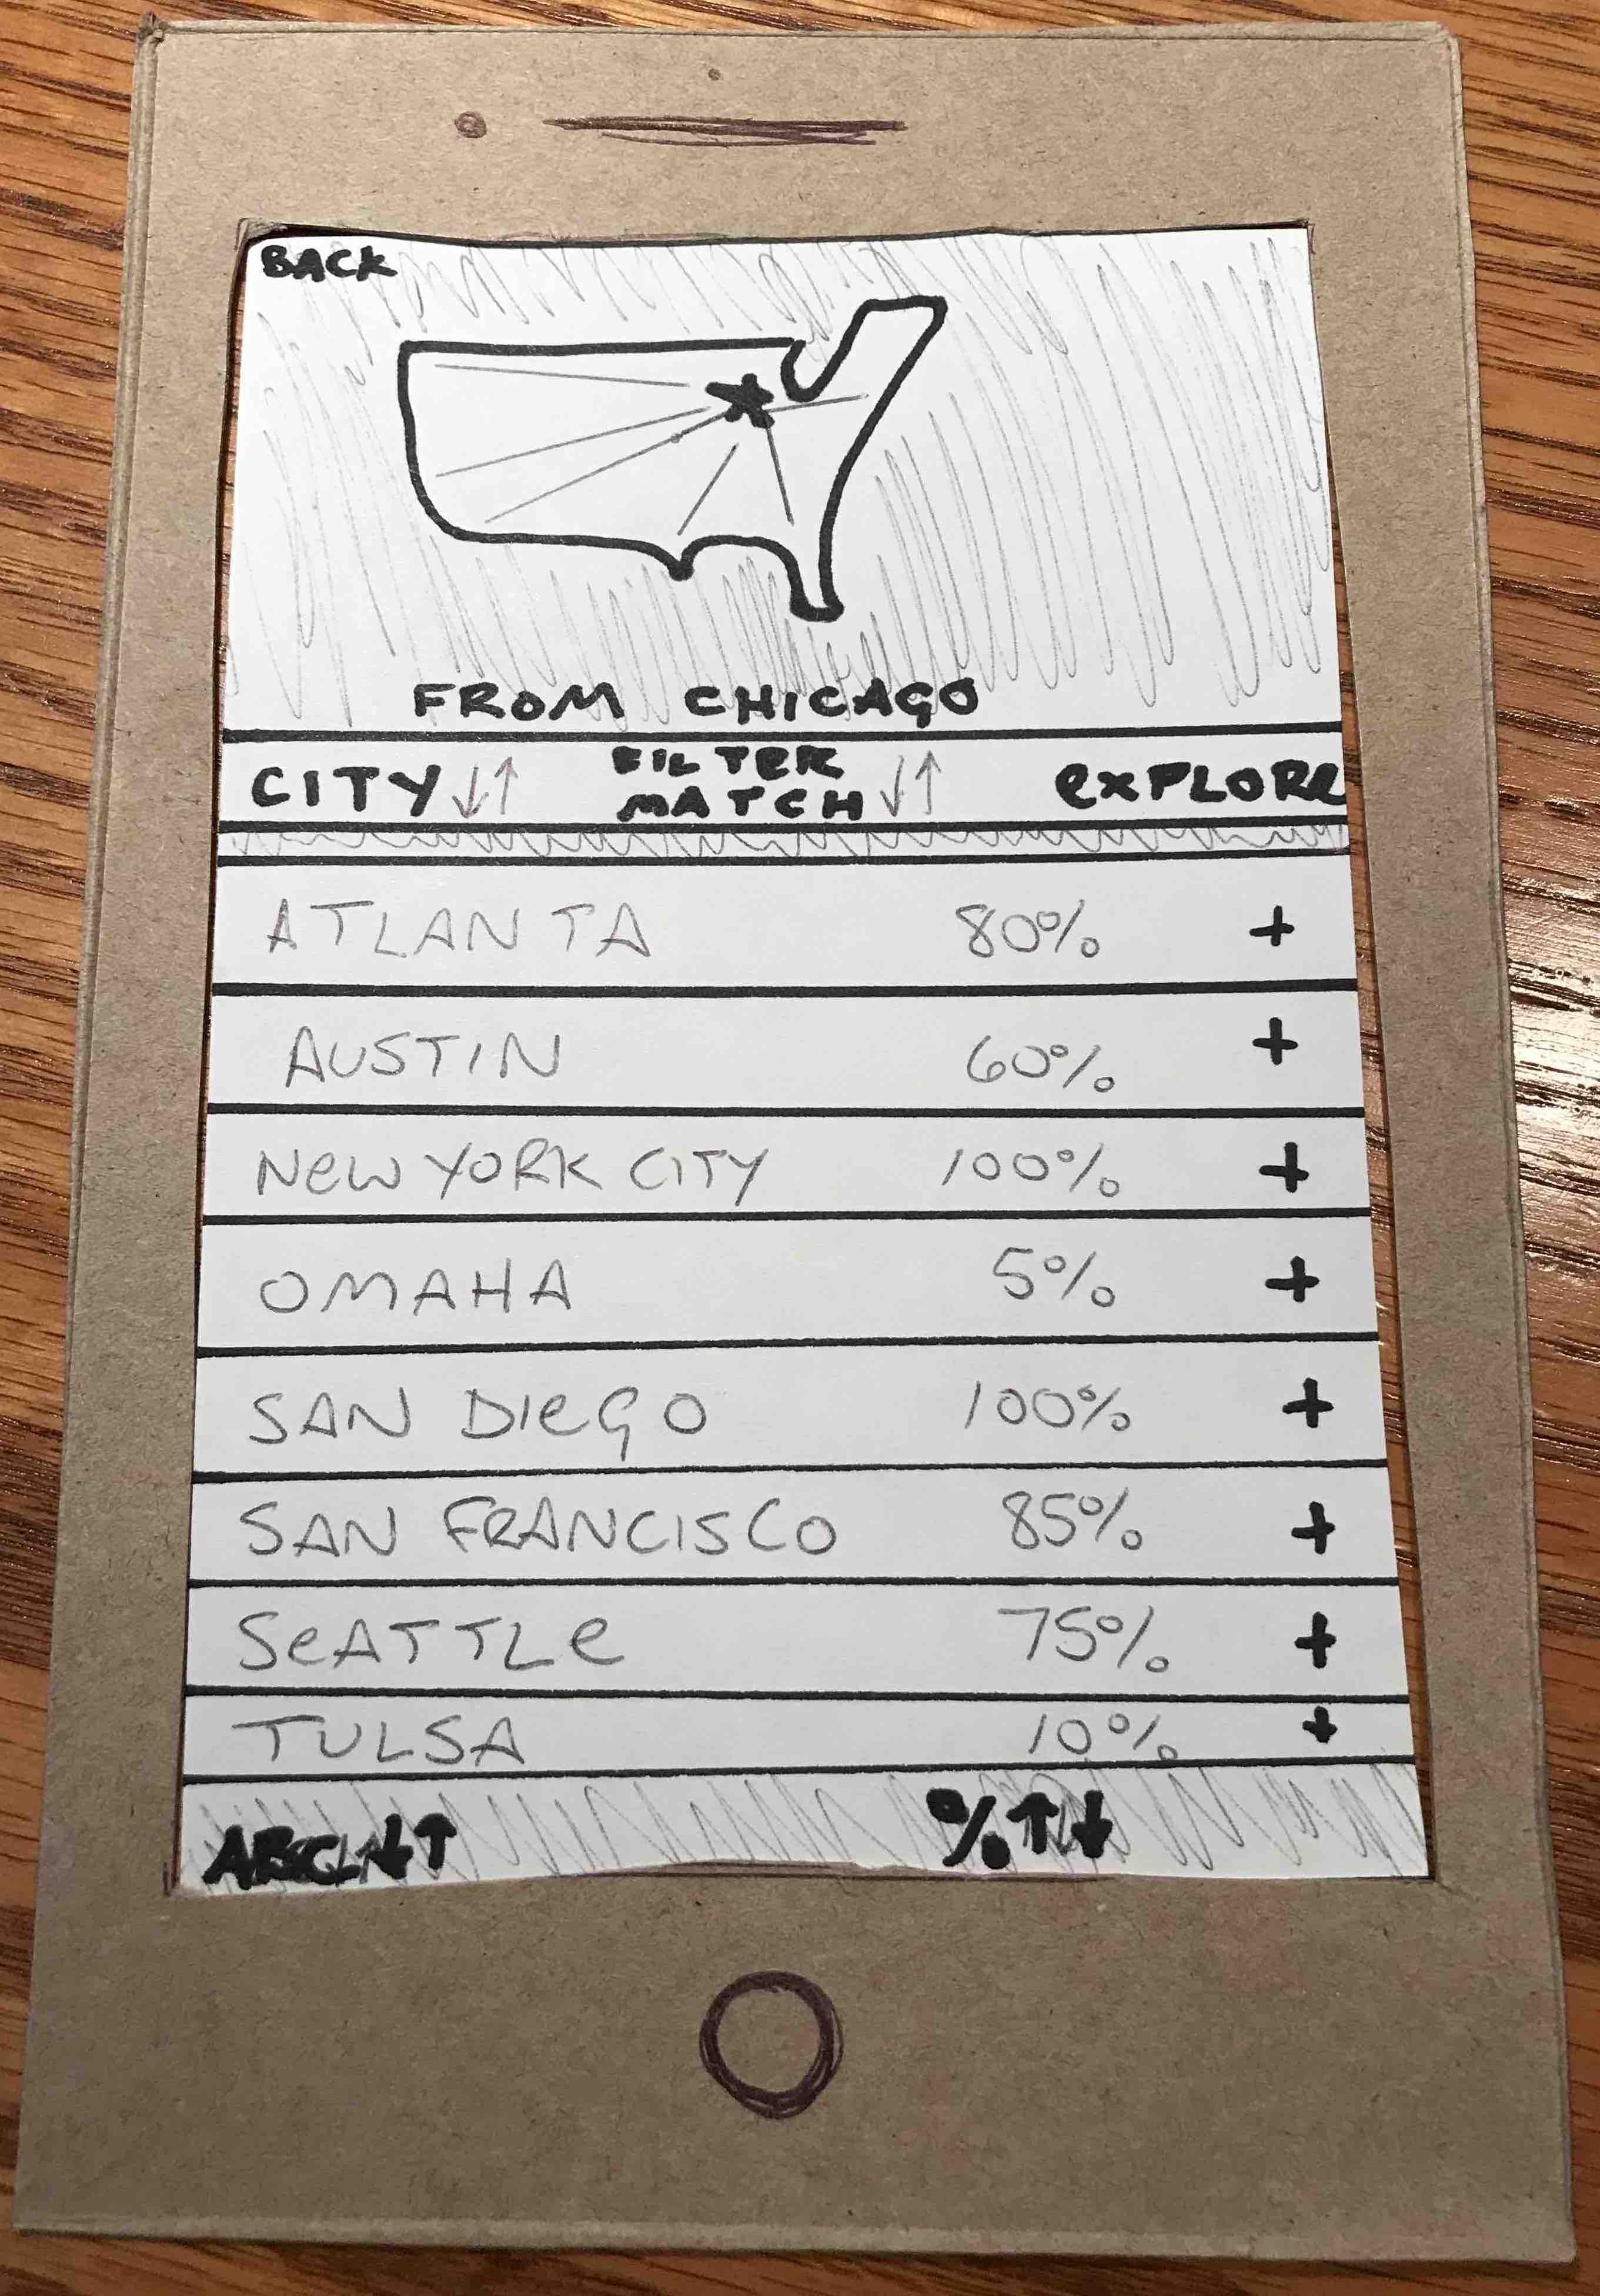 BACK
FROM CHICAGO
CITY ↓↑ FILTER MATCH ↓↑ EXPLORE
ATLANTA 80% +
AUSTIN 60% +
NEW YORK CITY 100% +
OMAHA 5% +
SAN DIEGO 100% +
SAN FRANCISCO 85% +
SEATTLE 75% +
TULSA 10% +
ABC ↓↑ % ↑↓